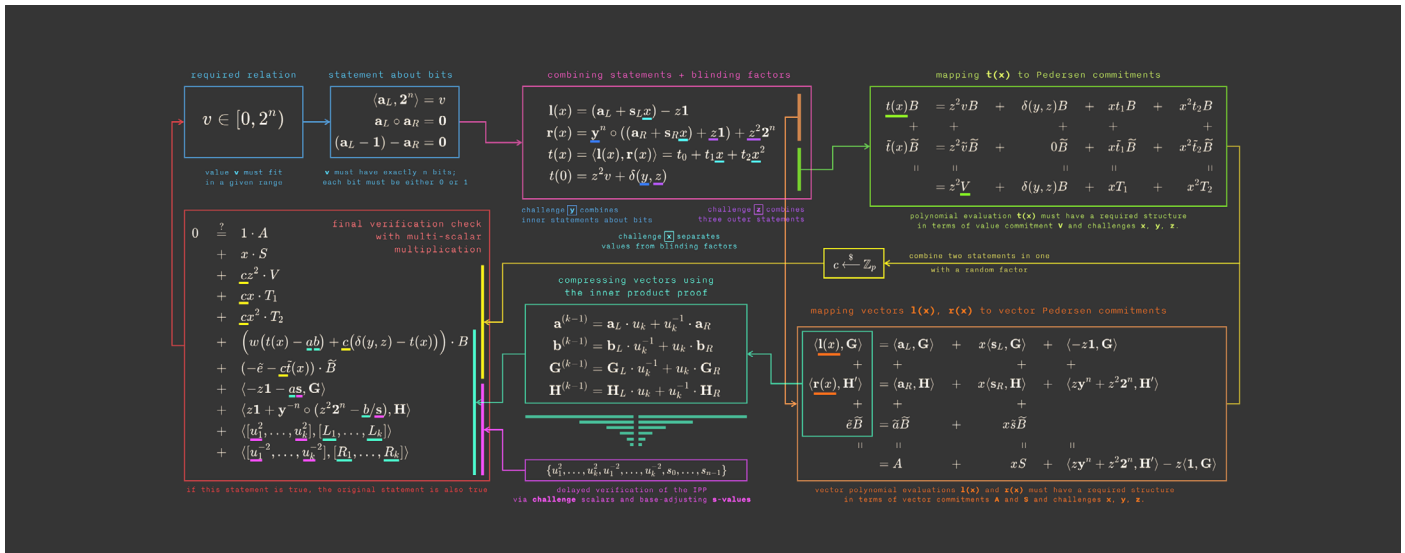 required relation
v ∈ [0, 2ⁿ)
value v must fit
in a given range
statement about bits
⟨a_L, 2ⁿ⟩ = v
a_L ∘ a_R = 0
(a_L − 1) − a_R = 0
v must have exactly n bits;
each bit must be either 0 or 1
combining statements + blinding factors
l(x) = (a_L + s_L x) − z1
r(x) = yⁿ ∘ ((a_R + s_R x) + z1) + z²2ⁿ
t(x) = ⟨l(x), r(x)⟩ = t₀ + t₁x + t₂x²
t(0) = z²v + δ(y, z)
challenge y combines
inner statements about bits
challenge z combines
three outer statements
challenge x separates
values from blinding factors
mapping t(x) to Pedersen commitments
t(x)B = z²vB + δ(y, z)B + xt₁B + x²t₂B
+ + + + +
t̃(x)B̃ = z²ṽB̃ + 0B̃ + xt̃₁B̃ + x²t̃₂B̃
= = = = =
= z²V + δ(y, z)B + xT₁ + x²T₂
polynomial evaluation t(x) must have a required structure
in terms of value commitment V and challenges x, y, z.
combine two statements in one
c ←$ Z_p
with a random factor
final verification check
with multi-scalar
multiplication
0 ≟ 1 · A
+ x · S
+ cz² · V
+ cx · T₁
+ cx² · T₂
+ (w(t(x) − ab) + c(δ(y, z) − t(x))) · B
+ (−ẽ − ct̃(x)) · B̃
+ ⟨−z1 − as, G⟩
+ ⟨z1 + y⁻ⁿ ∘ (z²2ⁿ − b/s), H⟩
+ ⟨[u₁², . . . , u_k²], [L₁, . . . , L_k]⟩
+ ⟨[u₁⁻², . . . , u_k⁻²], [R₁, . . . , R_k]⟩
if this statement is true, the original statement is also true
compressing vectors using
the inner product proof
a^(k−1) = a_L · u_k + u_k⁻¹ · a_R
b^(k−1) = b_L · u_k⁻¹ + u_k · b_R
G^(k−1) = G_L · u_k⁻¹ + u_k · G_R
H^(k−1) = H_L · u_k + u_k⁻¹ · H_R
{u₁², . . . , u_k², u₁⁻², . . . , u_k⁻², s₀, . . . , s_{n−1}}
delayed verification of the IPP
via challenge scalars and base-adjusting s-values
mapping vectors l(x), r(x) to vector Pedersen commitments
⟨l(x), G⟩ = ⟨a_L, G⟩ + x⟨s_L, G⟩ + ⟨−z1, G⟩
+ + + +
⟨r(x), H′⟩ = ⟨a_R, H⟩ + x⟨s_R, H⟩ + ⟨zyⁿ + z²2ⁿ, H′⟩
+ + +
ẽB̃ = ãB̃ + xs̃B̃
= = = =
= A + xS + ⟨zyⁿ + z²2ⁿ, H′⟩ − z⟨1, G⟩
vector polynomial evaluations l(x) and r(x) must have a required structure
in terms of vector commitments A and S and challenges x, y, z.